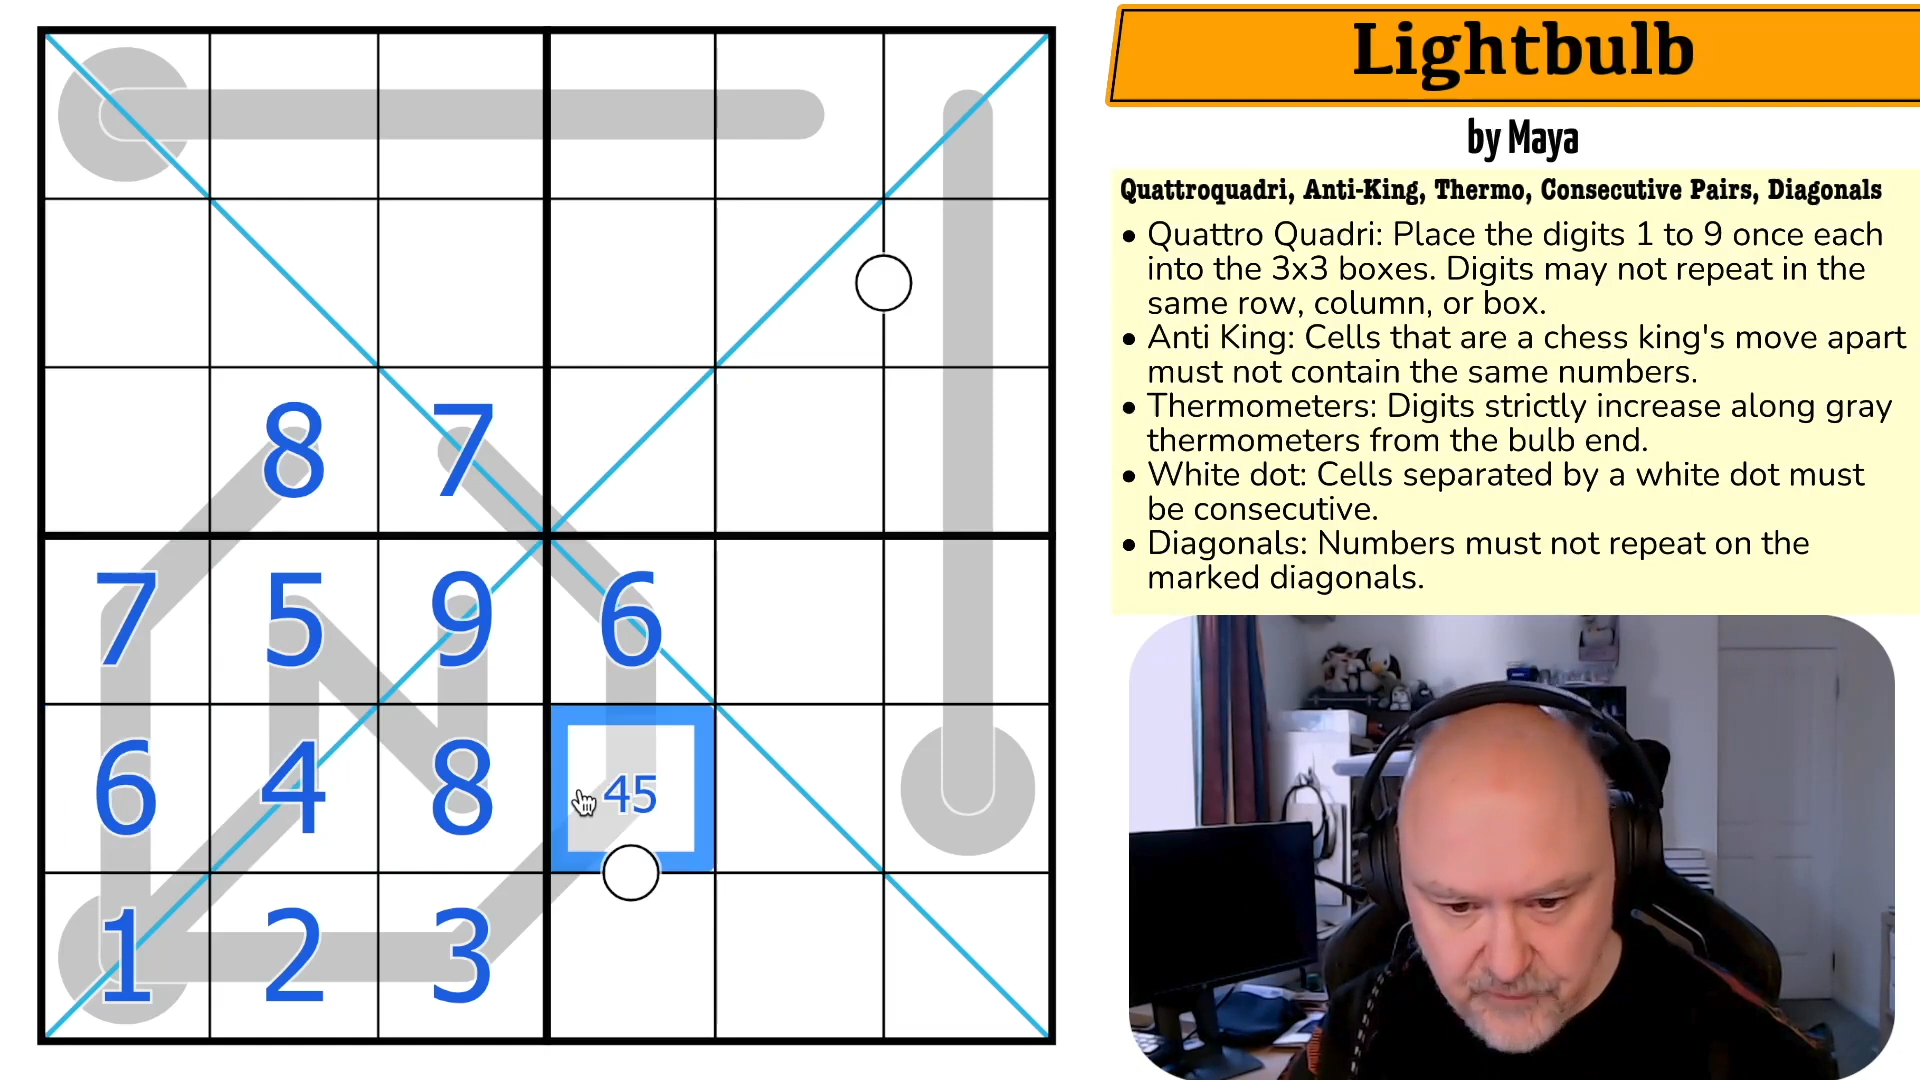 Lightbulb
by Maya
Quattroquadri, Anti-King, Thermo, Consecutive Pairs, Diagonals
• Quattro Quadri: Place the digits 1 to 9 once each
into the 3x3 boxes. Digits may not repeat in the
same row, column, or box.
• Anti King: Cells that are a chess king's move apart
must not contain the same numbers.
• Thermometers: Digits strictly increase along gray
thermometers from the bulb end.
• White dot: Cells separated by a white dot must
be consecutive.
• Diagonals: Numbers must not repeat on the
marked diagonals.
8 7
7 5 9 6
6 4 8 45
1 2 3